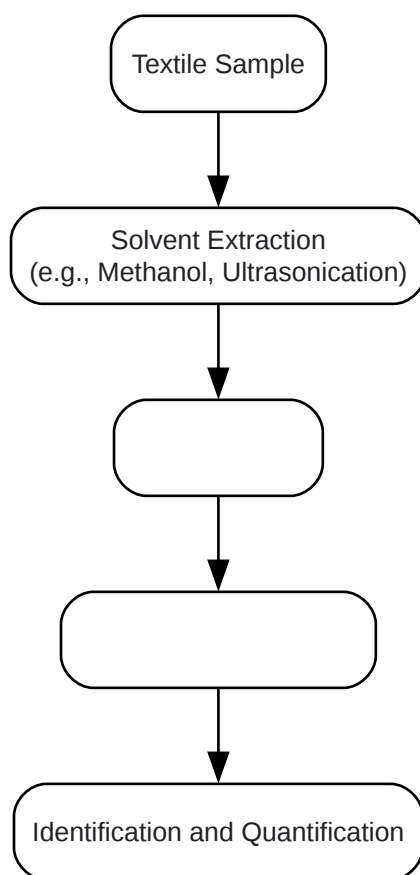 Textile Sample
Solvent Extraction
(e.g., Methanol, Ultrasonication)
Identification and Quantification